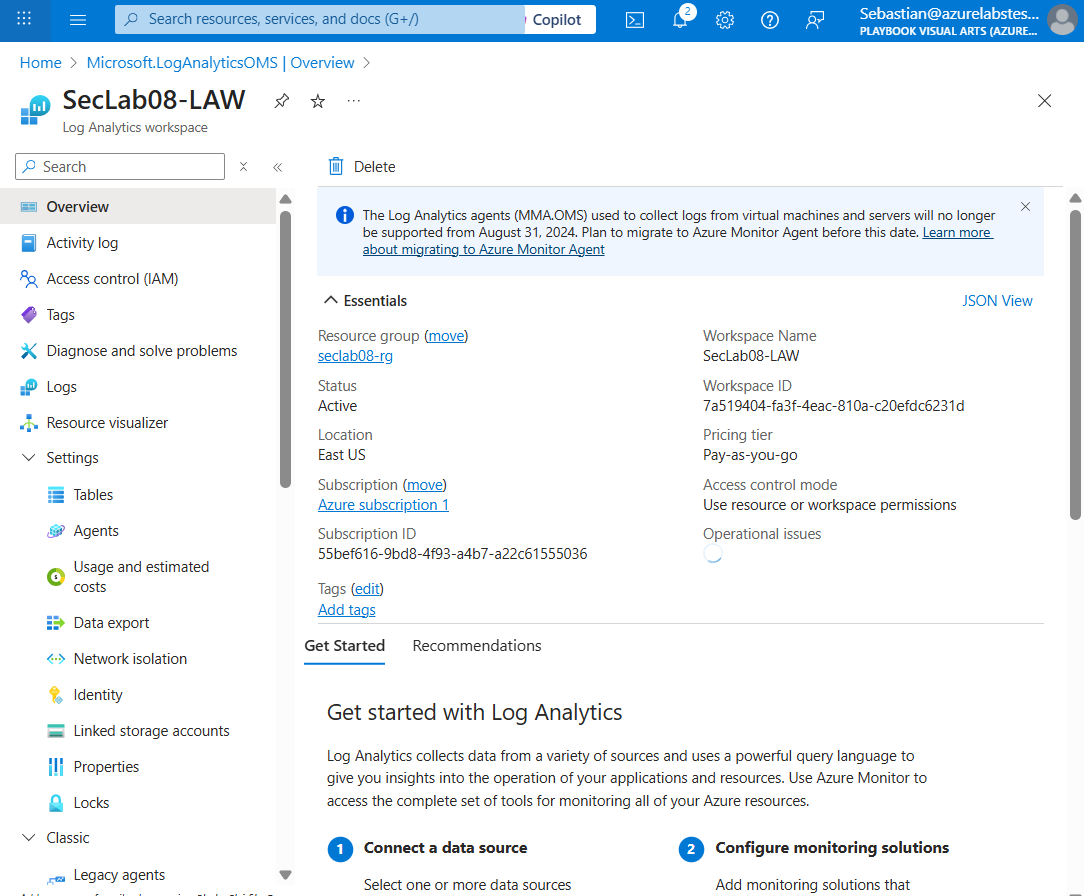 Search resources, services, and docs (G+/)
Copilot
2
Sebastian@azurelabstes...
PLAYBOOK VISUAL ARTS (AZURE...
Home > Microsoft.LogAnalyticsOMS | Overview >
SecLab08-LAW
Log Analytics workspace
Search
Delete
Overview
Activity log
Access control (IAM)
Tags
Diagnose and solve problems
Logs
Resource visualizer
Settings
Tables
Agents
Usage and estimated
costs
Data export
Network isolation
Identity
Linked storage accounts
Properties
Locks
Classic
Legacy agents
The Log Analytics agents (MMA.OMS) used to collect logs from virtual machines and servers will no longer
be supported from August 31, 2024. Plan to migrate to Azure Monitor Agent before this date. Learn more
about migrating to Azure Monitor Agent
Essentials
JSON View
Resource group (move)
seclab08-rg
Status
Active
Location
East US
Subscription (move)
Azure subscription 1
Subscription ID
55bef616-9bd8-4f93-a4b7-a22c61555036
Tags (edit)
Add tags
Workspace Name
SecLab08-LAW
Workspace ID
7a519404-fa3f-4eac-810a-c20efdc6231d
Pricing tier
Pay-as-you-go
Access control mode
Use resource or workspace permissions
Operational issues
Get Started
Recommendations
Get started with Log Analytics
Log Analytics collects data from a variety of sources and uses a powerful query language to
give you insights into the operation of your applications and resources. Use Azure Monitor to
access the complete set of tools for monitoring all of your Azure resources.
1 Connect a data source
Select one or more data sources
2 Configure monitoring solutions
Add monitoring solutions that